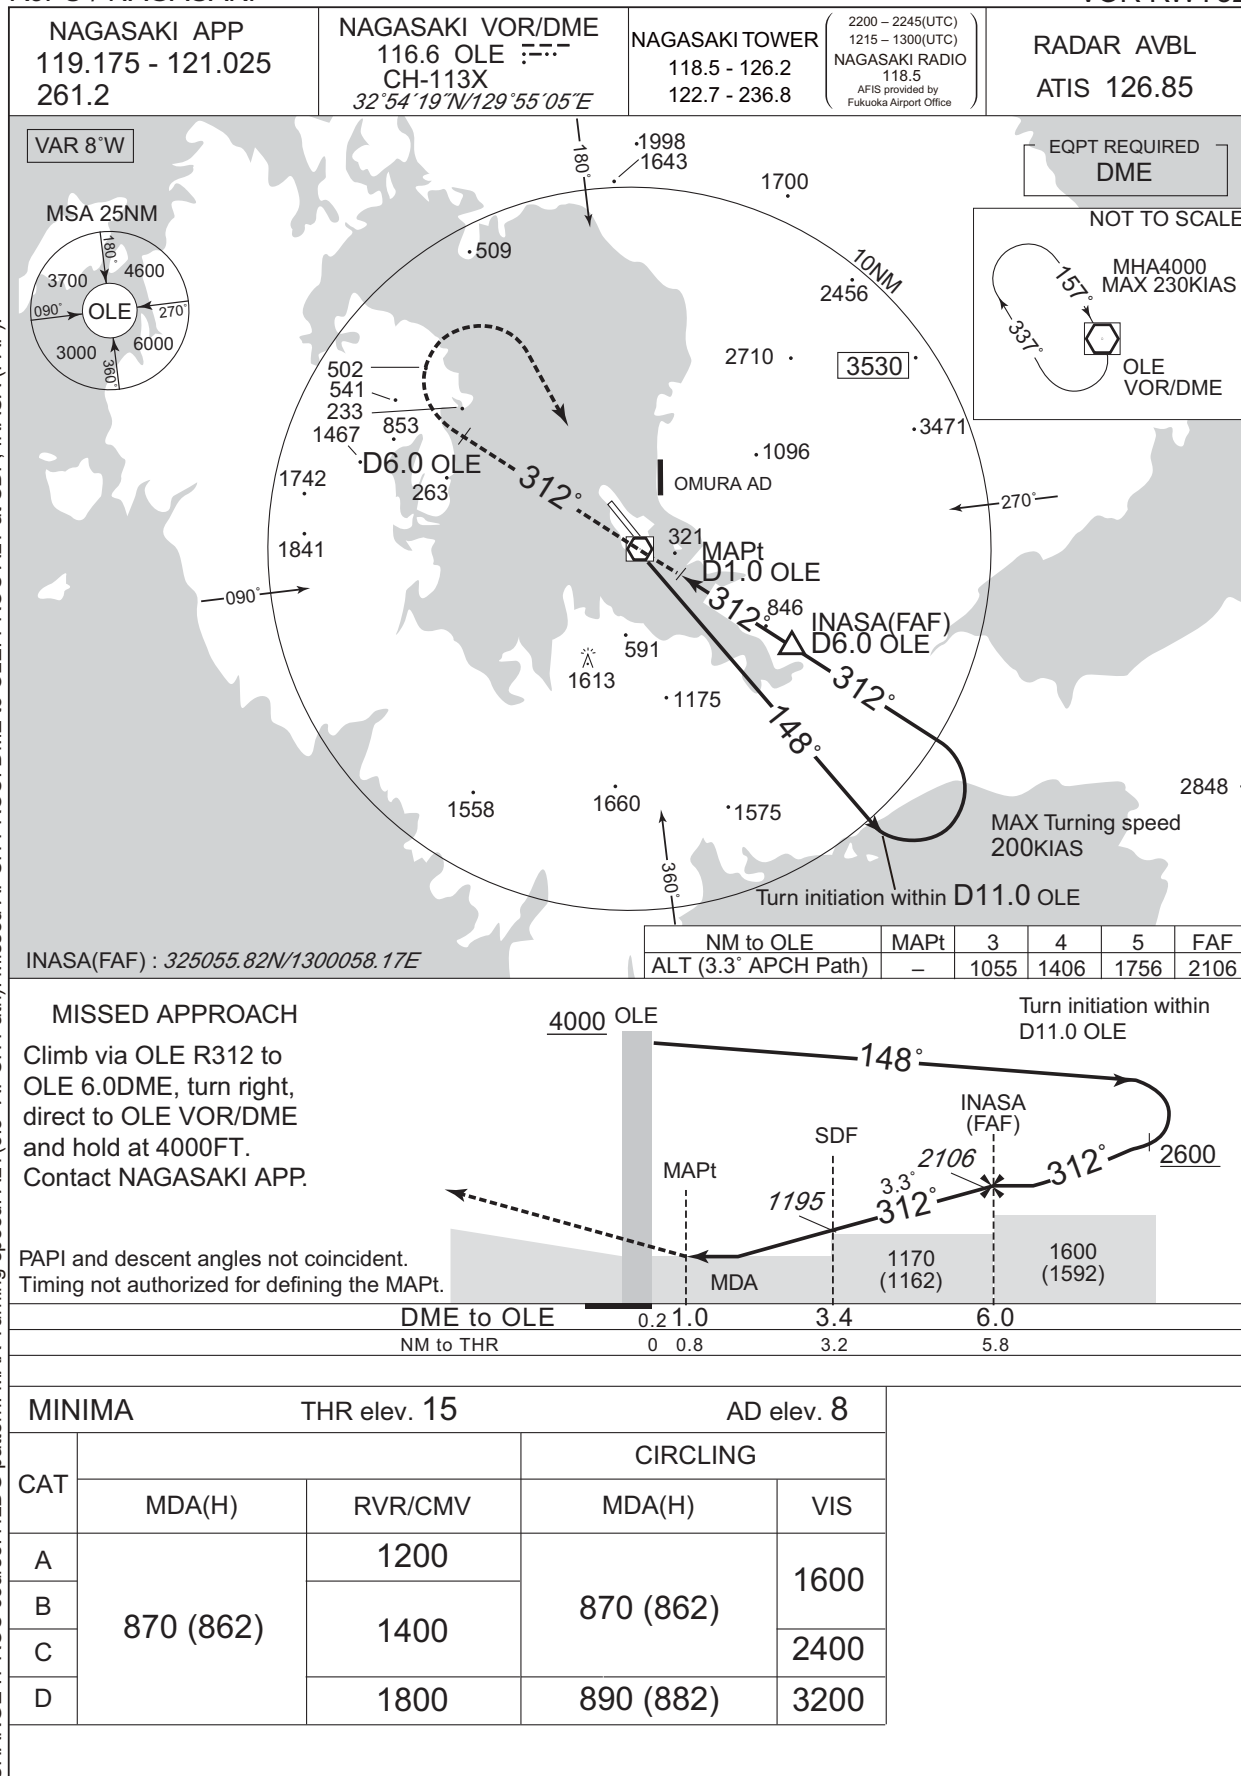 NAGASAKI APP
119.175 - 121.025
261.2
NAGASAKI VOR/DME
116.6 OLE
CH-113X
32°54´19˝N/129°55´05˝E
NAGASAKI TOWER
118.5 - 126.2
122.7 - 236.8
2200 – 2245(UTC)
1215 – 1300(UTC)
NAGASAKI RADIO
118.5
AFIS provided by
Fukuoka Airport Office
RADAR AVBL
ATIS 126.85
VAR 8°W
MSA 25NM
180°
3700
4600
090°
OLE
270°
3000
6000
360°
180°
1998
1643
1700
509
10NM
2456
EQPT REQUIRED
DME
NOT TO SCALE
MHA4000
MAX 230KIAS
157°
337°
OLE
VOR/DME
2710
3530
502
541
233
853
1467
3471
D6.0 OLE
1096
263
312°
1742
OMURA AD
270°
1841
321
MAPt
D1.0 OLE
090°
312°
846
INASA(FAF)
D6.0 OLE
591
1613
1175
312°
148°
1558
1660
1575
2848
MAX Turning speed
200KIAS
360°
Turn initiation within D11.0 OLE
INASA(FAF) : 325055.82N/1300058.17E
NM to OLE MAPt 3 4 5 FAF
ALT (3.3° APCH Path) – 1055 1406 1756 2106
MISSED APPROACH
Climb via OLE R312 to
OLE 6.0DME, turn right,
direct to OLE VOR/DME
and hold at 4000FT.
Contact NAGASAKI APP.
4000 OLE
Turn initiation within
D11.0 OLE
148°
INASA
(FAF)
SDF
2106
2600
MAPt
312°
3.3°
1195
312°
PAPI and descent angles not coincident.
Timing not authorized for defining the MAPt.
MDA
1170
(1162)
1600
(1592)
DME to OLE 0.2 1.0 3.4 6.0
NM to THR 0 0.8 3.2 5.8
MINIMA THR elev. 15 AD elev. 8
CAT
CIRCLING
MDA(H) RVR/CMV MDA(H) VIS
A 1200
1600
B
870 (862) 1400 870 (862)
C 2400
D 1800 890 (882) 3200